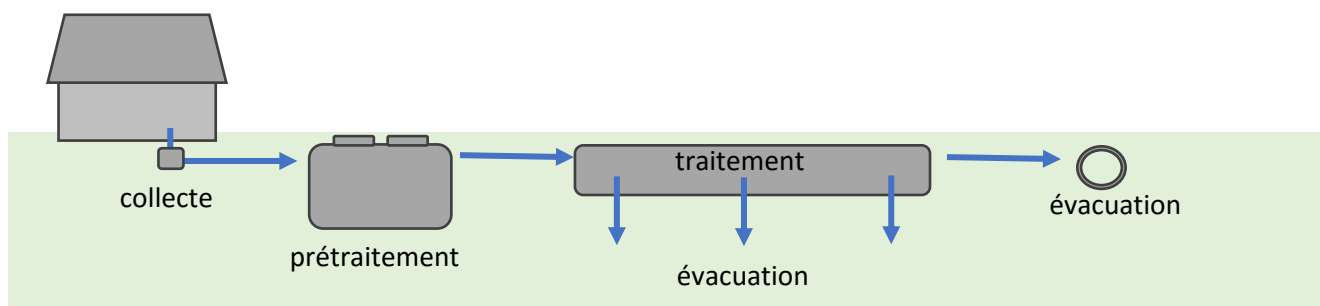 collecte
prétraitement
traitement
évacuation
évacuation